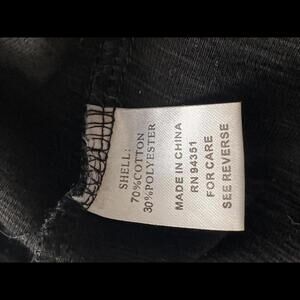 SHELL:
70%COTTON
30%POLYESTER
MADE IN CHINA
RN 94351
FOR CARE
SEE REVERSE